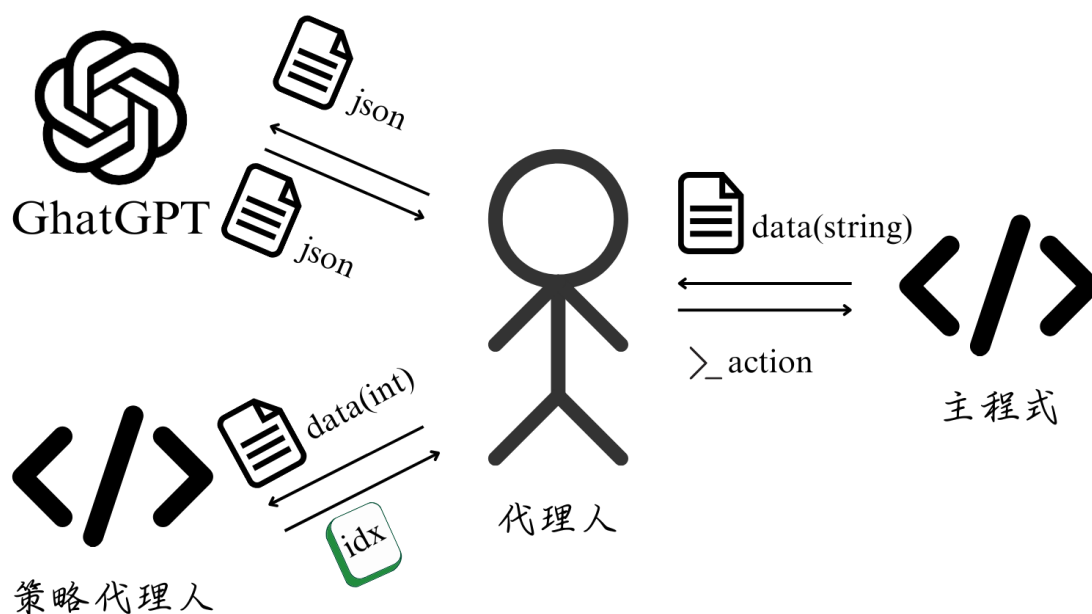 json
GhatGPT
json
data(string)
>_ action
主程式
data(int)
idx
代理人
策略代理人